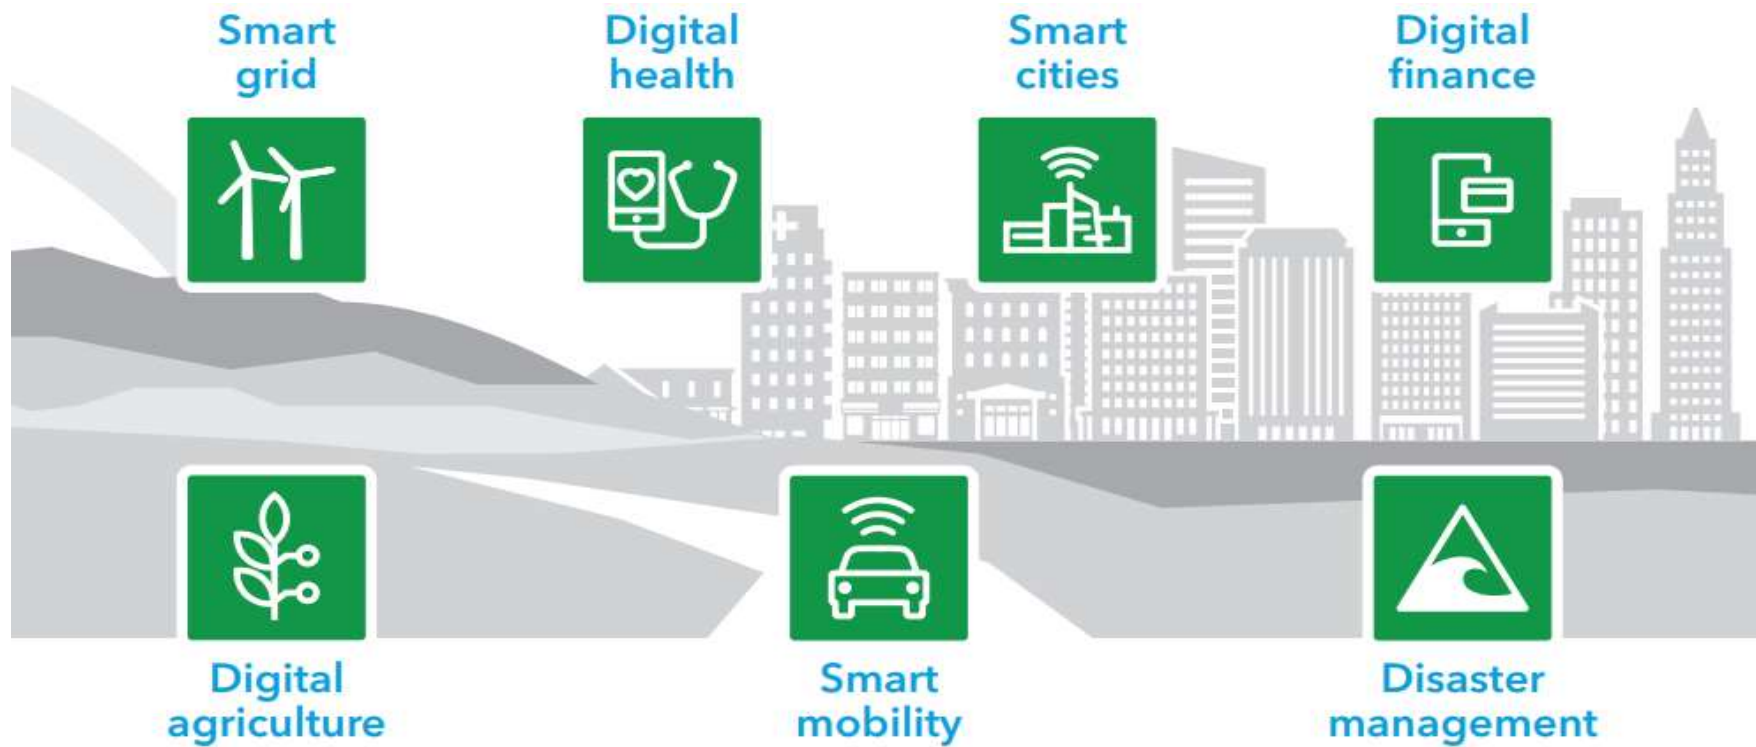 Smart
grid
Digital
health
Smart
cities
Digital
finance
Digital
agriculture
Smart
mobility
Disaster
management